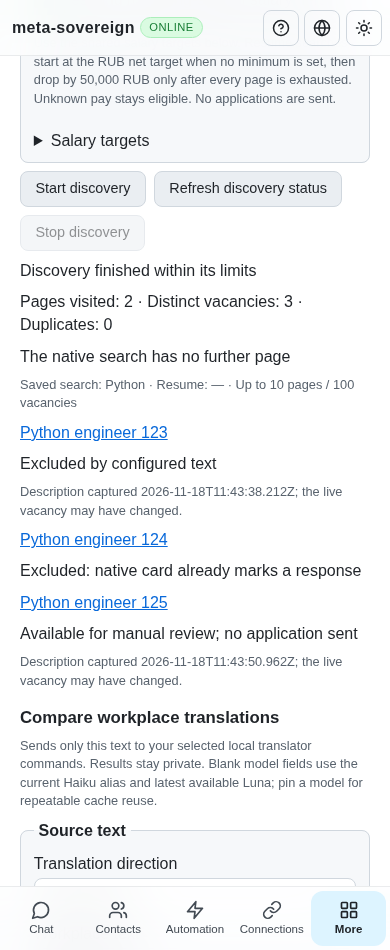 meta-sovereign ONLINE
start at the RUB net target when no minimum is set, then
drop by 50,000 RUB only after every page is exhausted.
Unknown pay stays eligible. No applications are sent.
Salary targets
Start discovery Refresh discovery status
Stop discovery
Discovery finished within its limits
Pages visited: 2 · Distinct vacancies: 3 ·
Duplicates: 0
The native search has no further page
Saved search: Python · Resume: — · Up to 10 pages / 100
vacancies
Python engineer 123
Excluded by configured text
Description captured 2026-11-18T11:43:38.212Z; the live
vacancy may have changed.
Python engineer 124
Excluded: native card already marks a response
Python engineer 125
Available for manual review; no application sent
Description captured 2026-11-18T11:43:50.962Z; the live
vacancy may have changed.
Compare workplace translations
Sends only this text to your selected local translator
commands. Results stay private. Blank model fields use the
current Haiku alias and latest available Luna; pin a model for
repeatable cache reuse.
Source text
Translation direction
Chat Contacts Automation Connections More